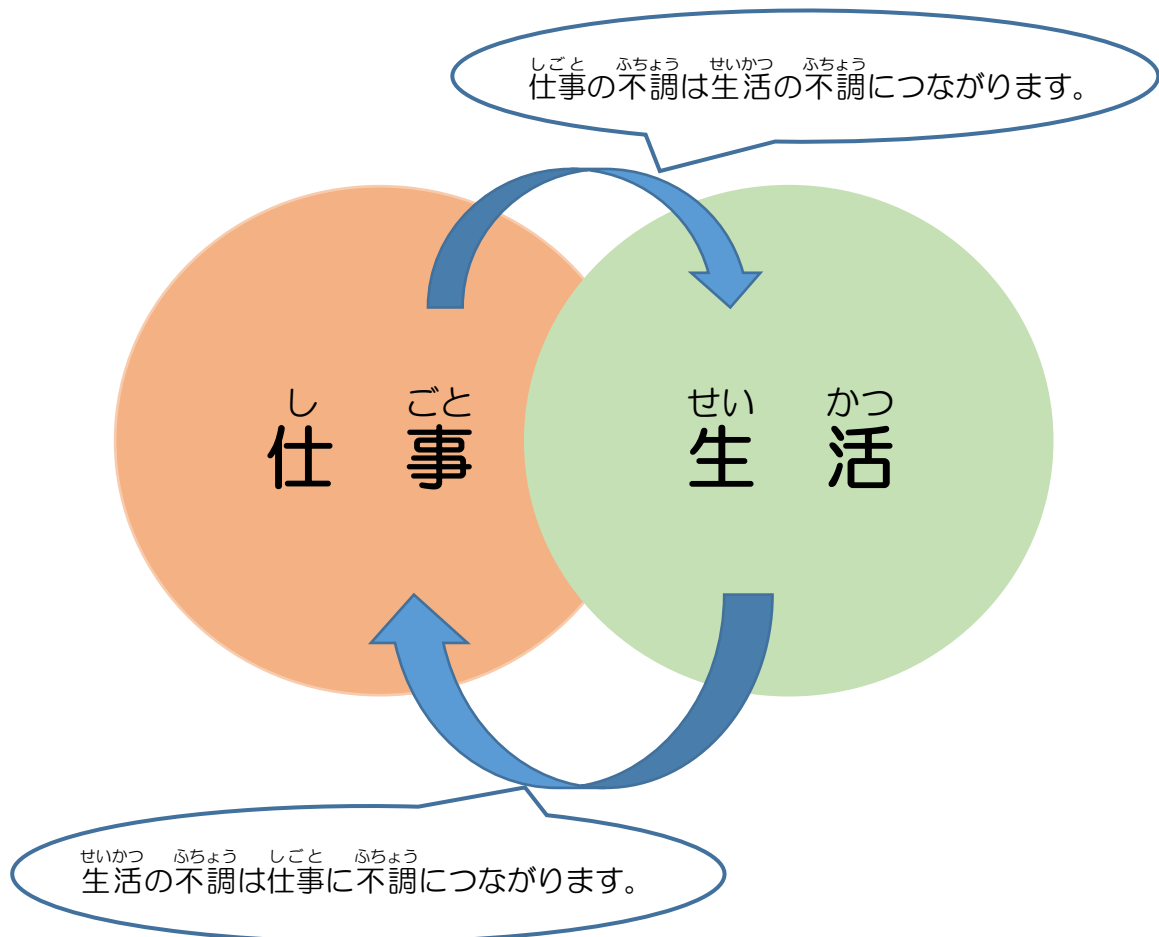 しごと ふちょう せいかつ ふちょう
仕事の不調は生活の不調につながります。
し ごと
仕 事
せい かつ
生 活
せいかつ ふちょう しごと ふちょう
生活の不調は仕事に不調につながります。